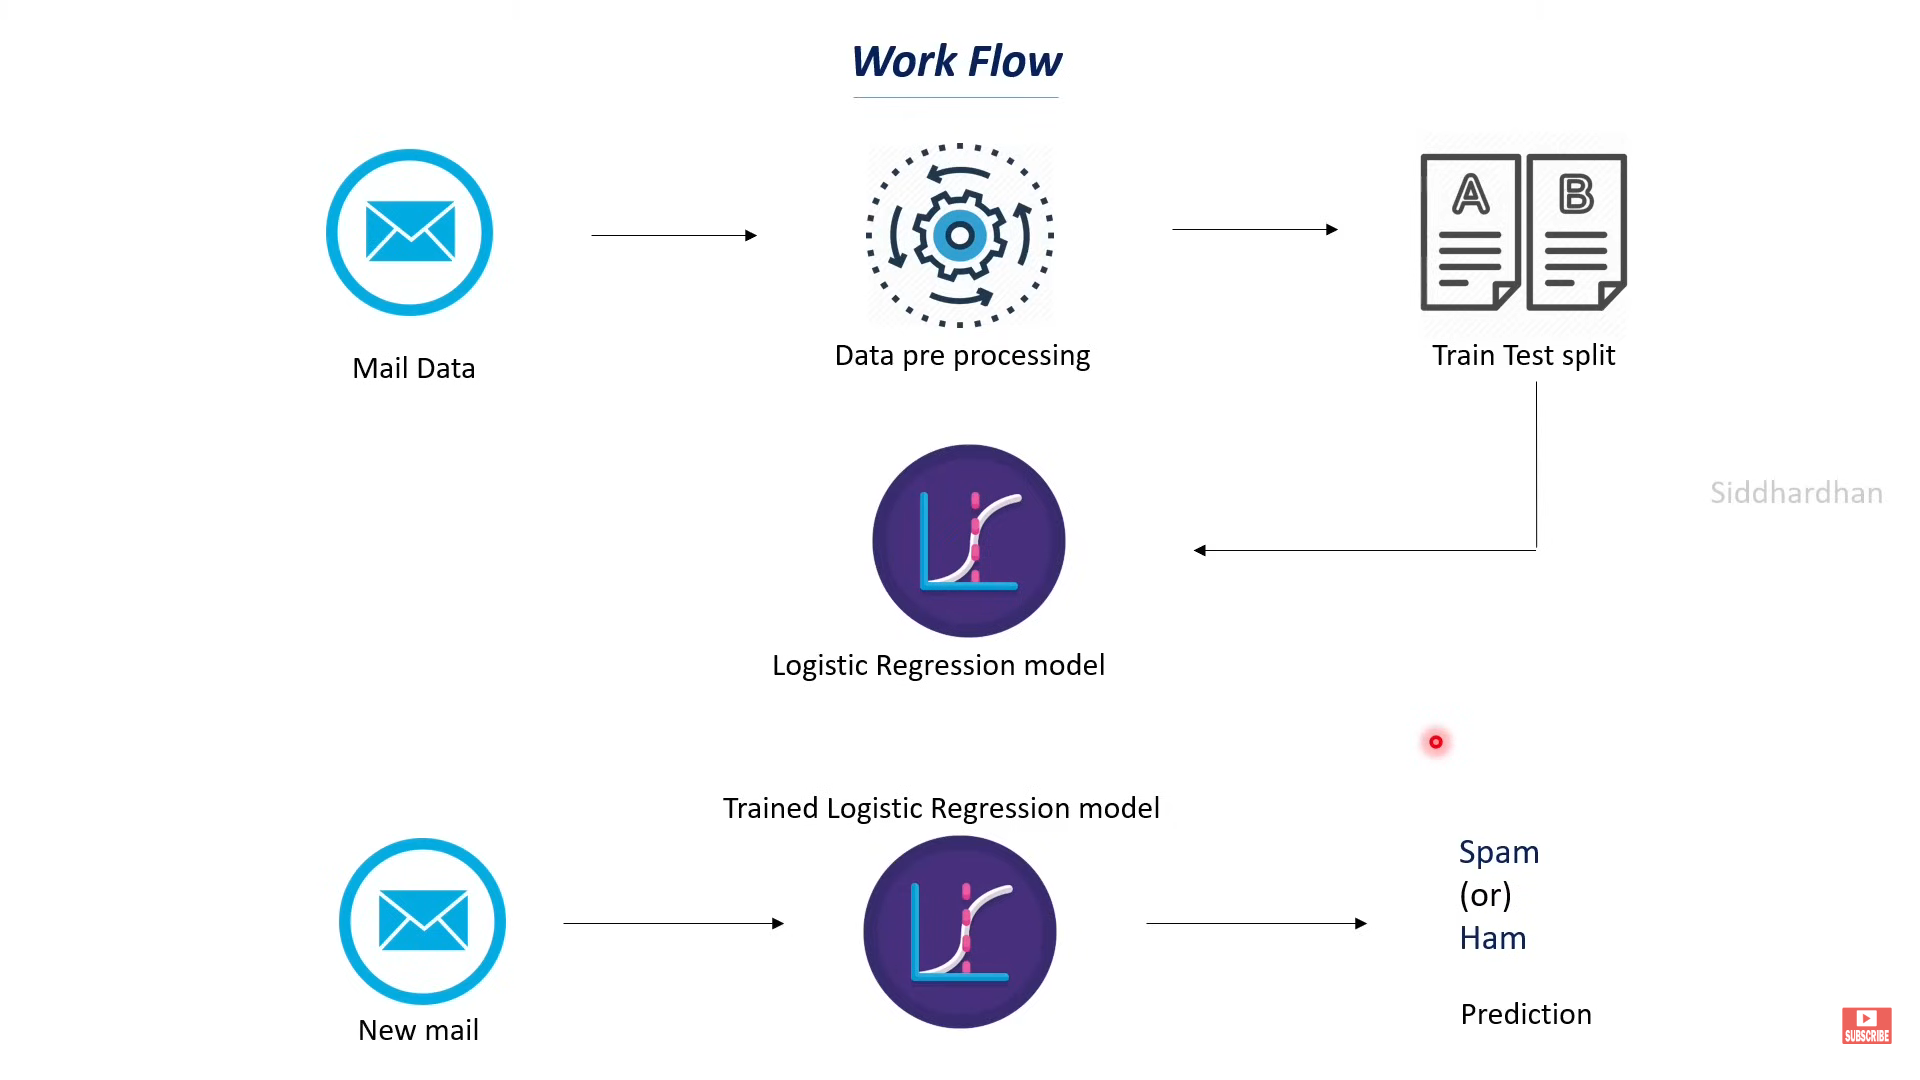 Work Flow
A B
Mail Data
Data pre processing
Train Test split
Siddhardhan
Logistic Regression model
Trained Logistic Regression model
Spam
(or)
Ham
New mail
Prediction
SUBSCRIBE